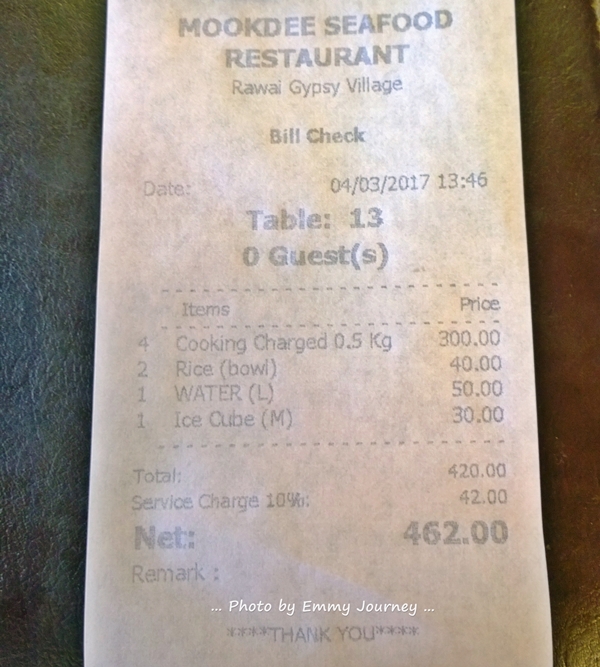 MOOKDEE SEAFOOD
RESTAURANT
Rawai Gypsy Village
Bill Check
Date: 04/03/2017 13:46
Table: 13
0 Guest(s)
Items Price
4 Cooking Charged 0.5 Kg 300.00
2 Rice (bowl) 40.00
1 WATER (L) 50.00
1 Ice Cube (M) 30.00
Total: 420.00
Service Charge 10%: 42.00
Net: 462.00
Remark :
... Photo by Emmy Journey ...
****THANK YOU****